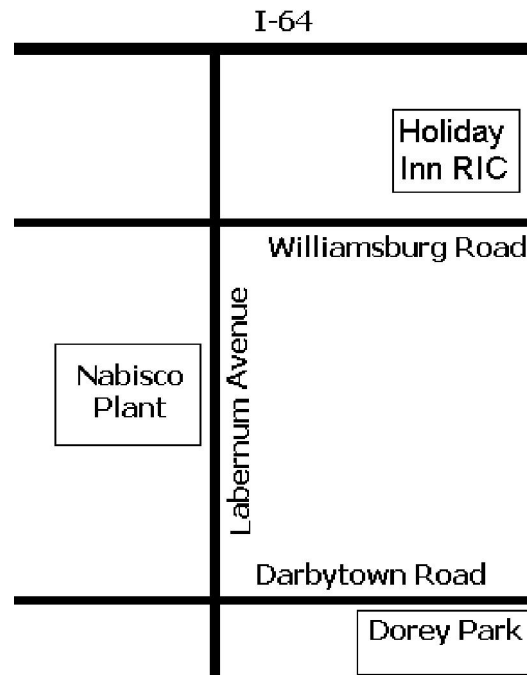 I-64
Holiday
Inn RIC
Williamsburg Road
Nabisco
Plant
Labernum Avenue
Darbytown Road
Dorey Park